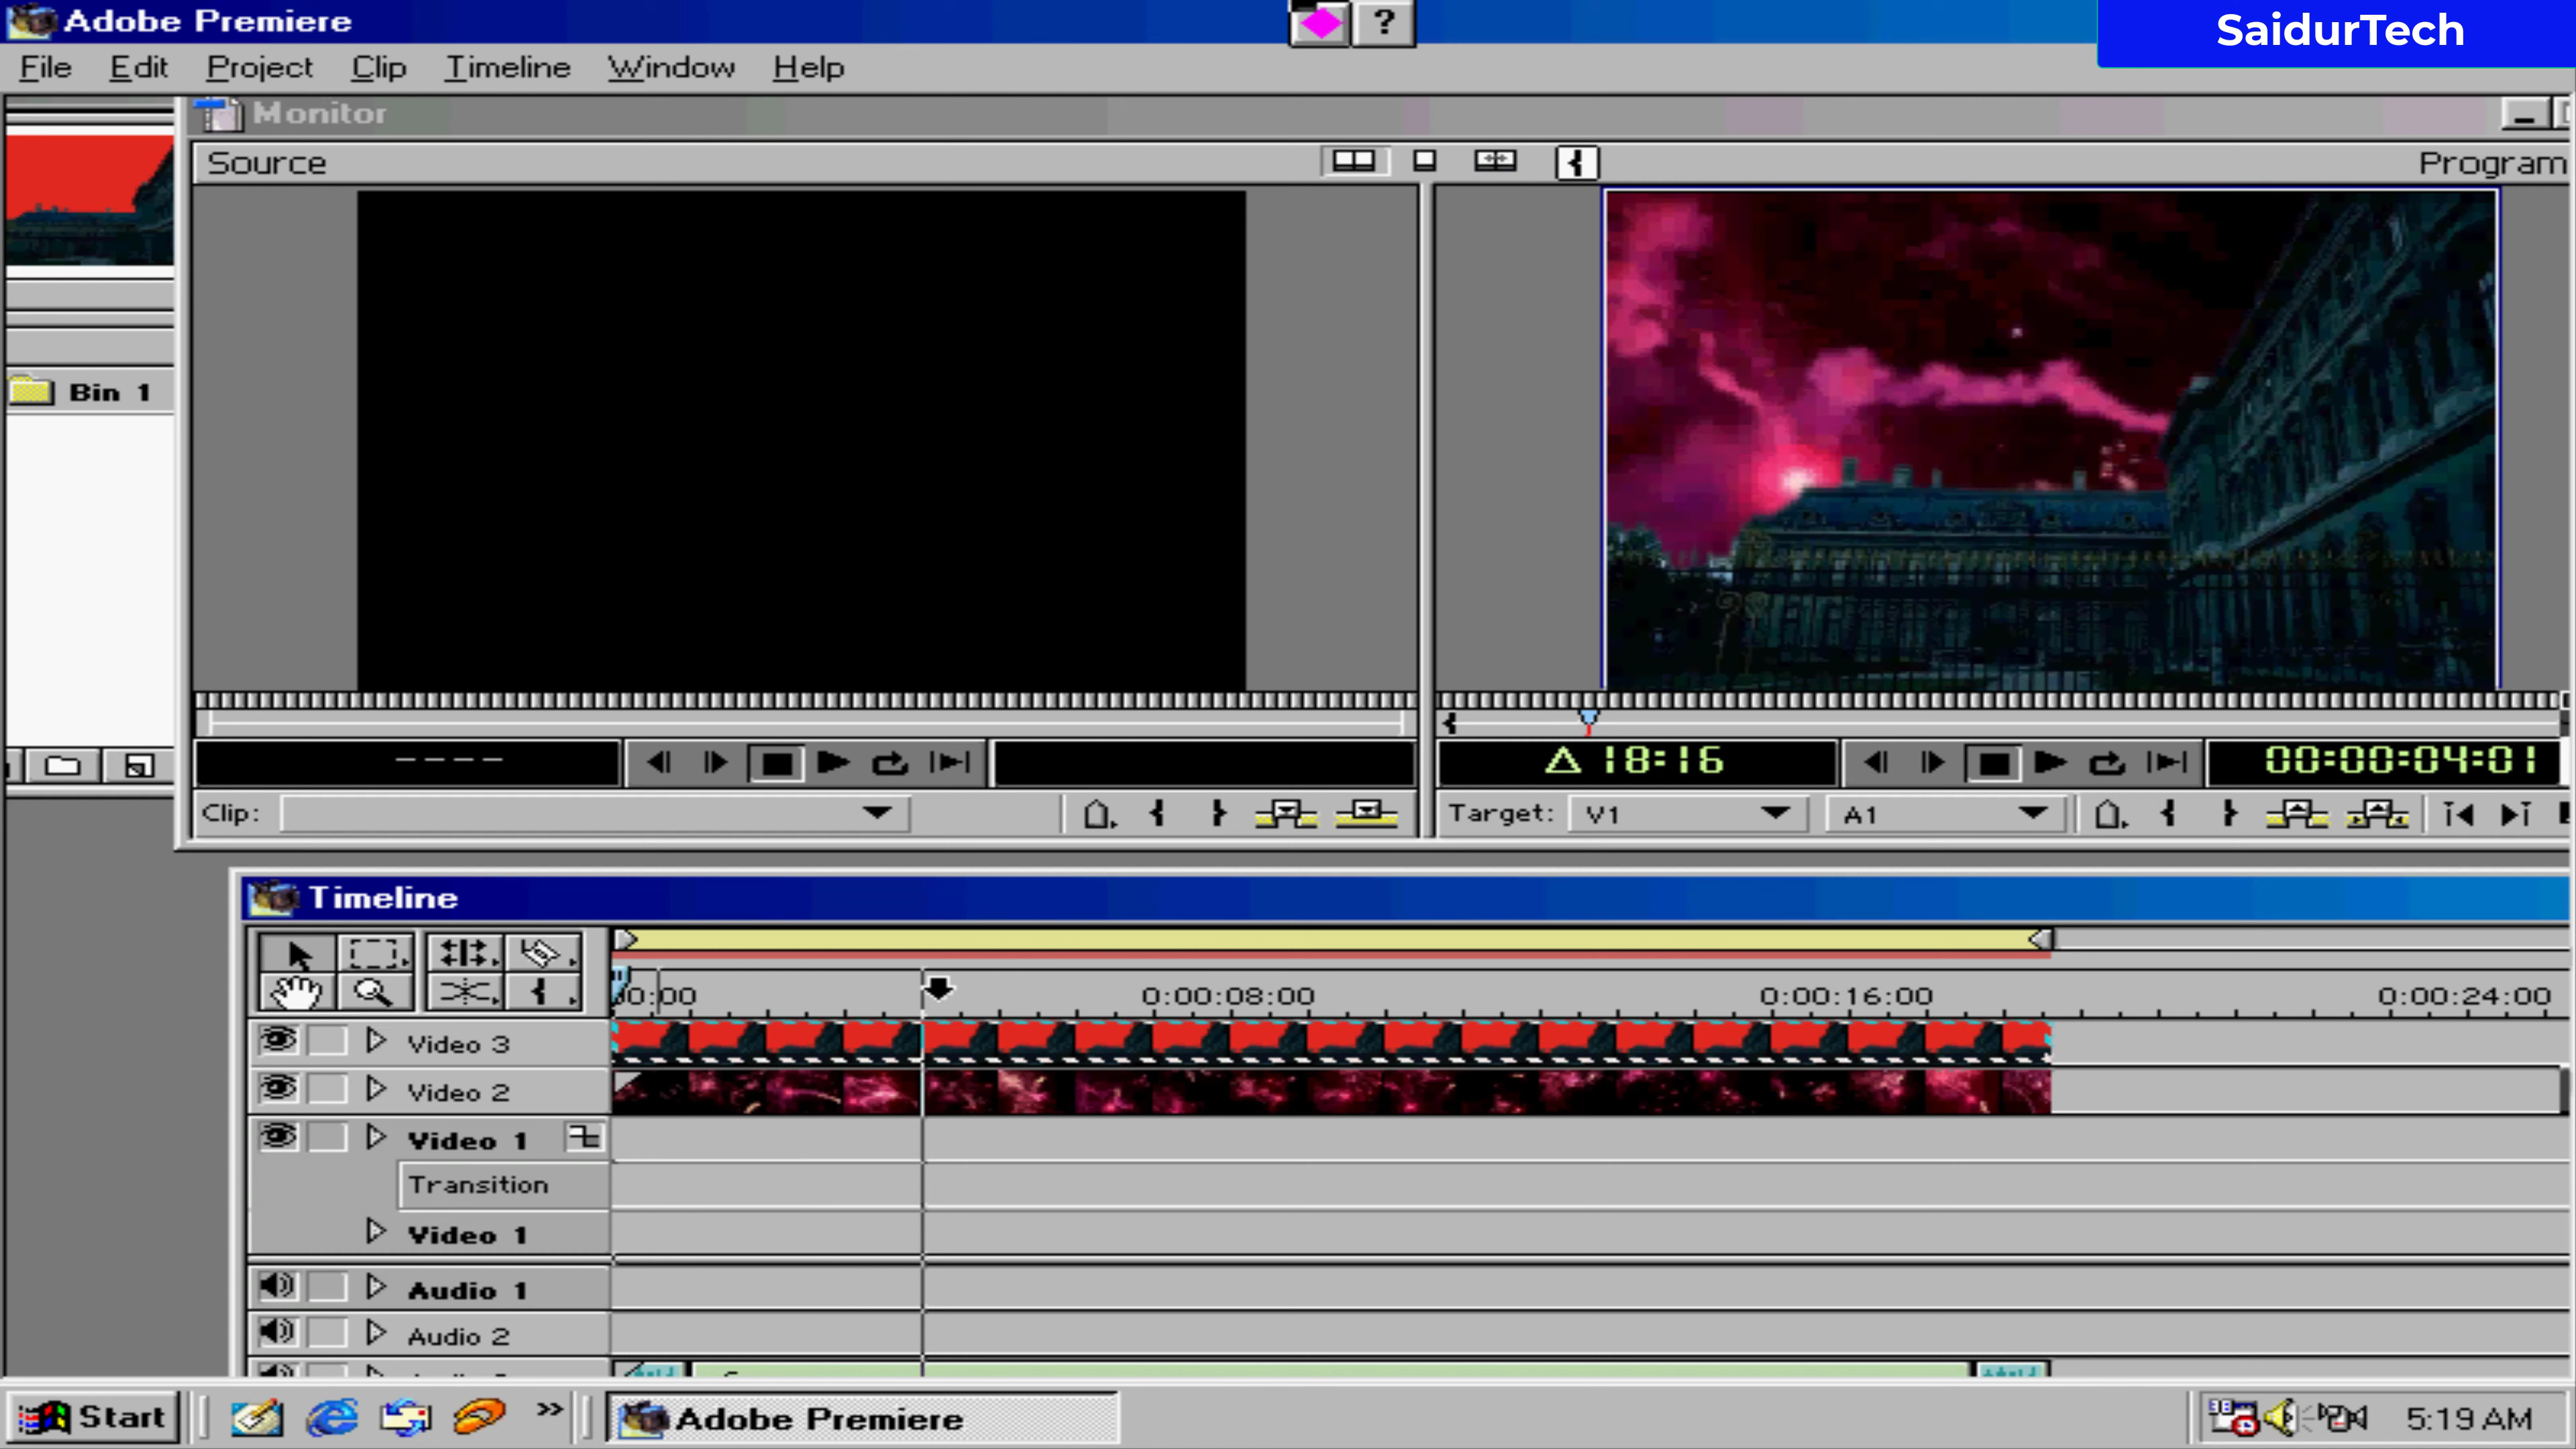 Adobe Premiere
?
SaidurTech
File Edit Project Clip Timeline Window Help
Monitor
Source
Program
Bin 1
18:16
00:00:04:01
Clip:
Target: V1 A1
Timeline
00:00 0:00:08:00 0:00:16:00 0:00:24:00
Video 3
Video 2
Video 1
Transition
Video 1
Audio 1
Audio 2
Start
Adobe Premiere
5:19 AM